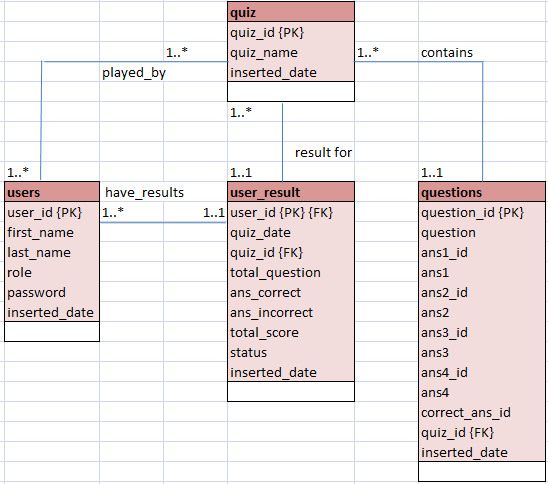 quiz
quiz_id {PK}
1..* quiz_name 1..* contains
played_by inserted_date
1..*
result for
1..* 1..1 1..1
users have_results user_result questions
user_id {PK} 1..* 1..1 user_id {PK} {FK} question_id {PK}
first_name quiz_date question
last_name quiz_id {FK} ans1_id
role total_question ans1
password ans_correct ans2_id
inserted_date ans_incorrect ans2
total_score ans3_id
status ans3
inserted_date ans4_id
ans4
correct_ans_id
quiz_id {FK}
inserted_date